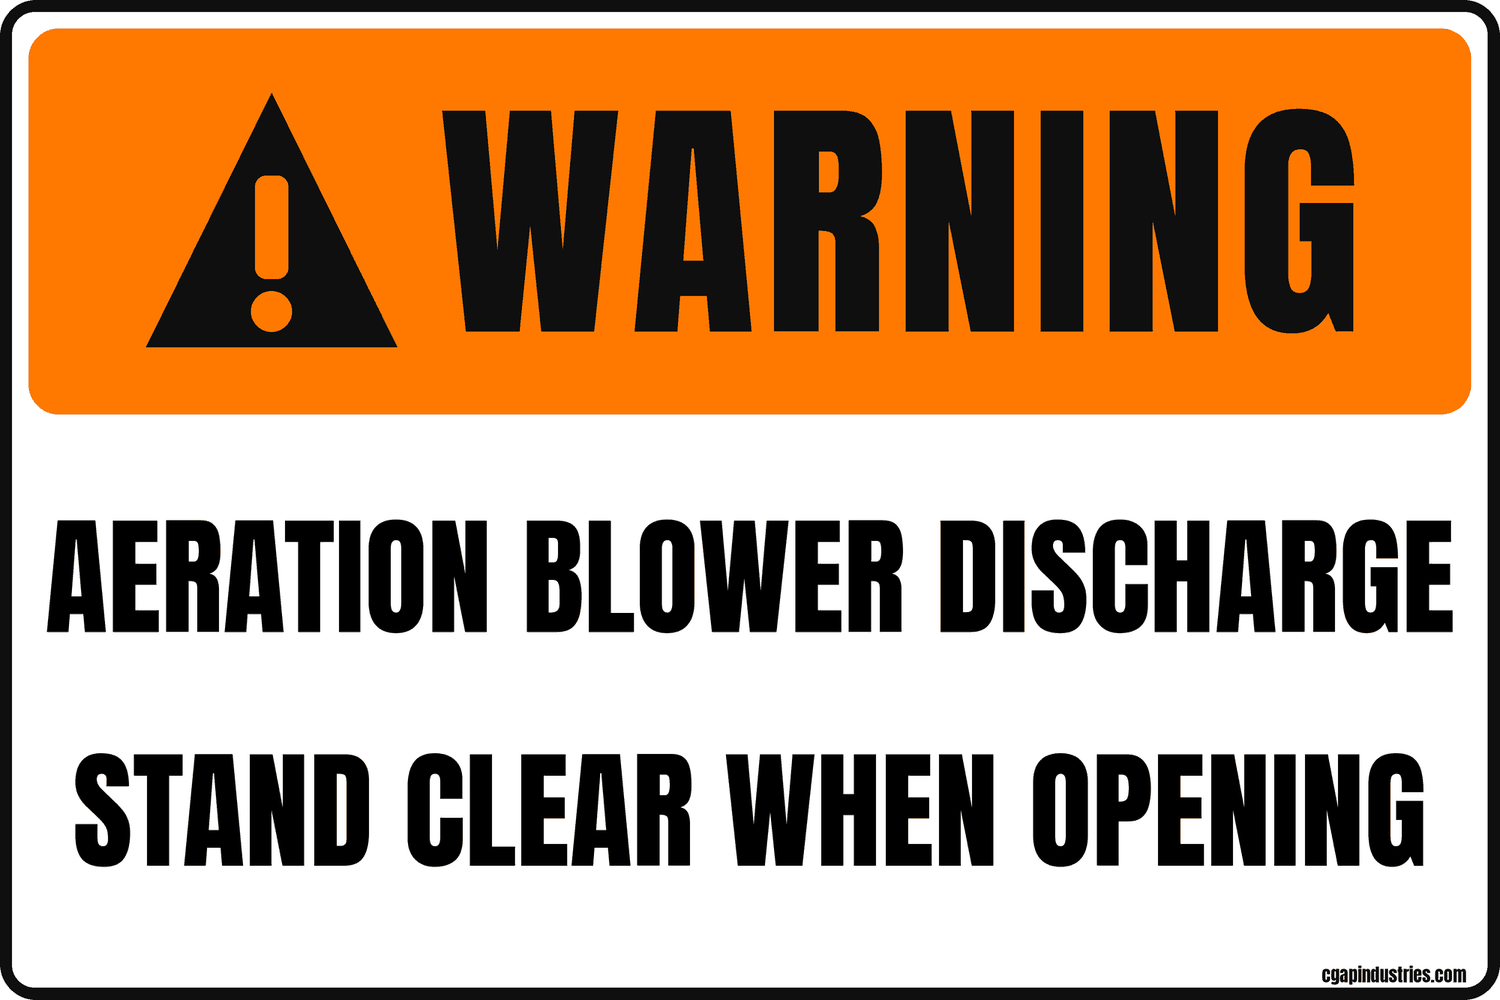 WARNING
AERATION BLOWER DISCHARGE
STAND CLEAR WHEN OPENING
cgapindustries.com